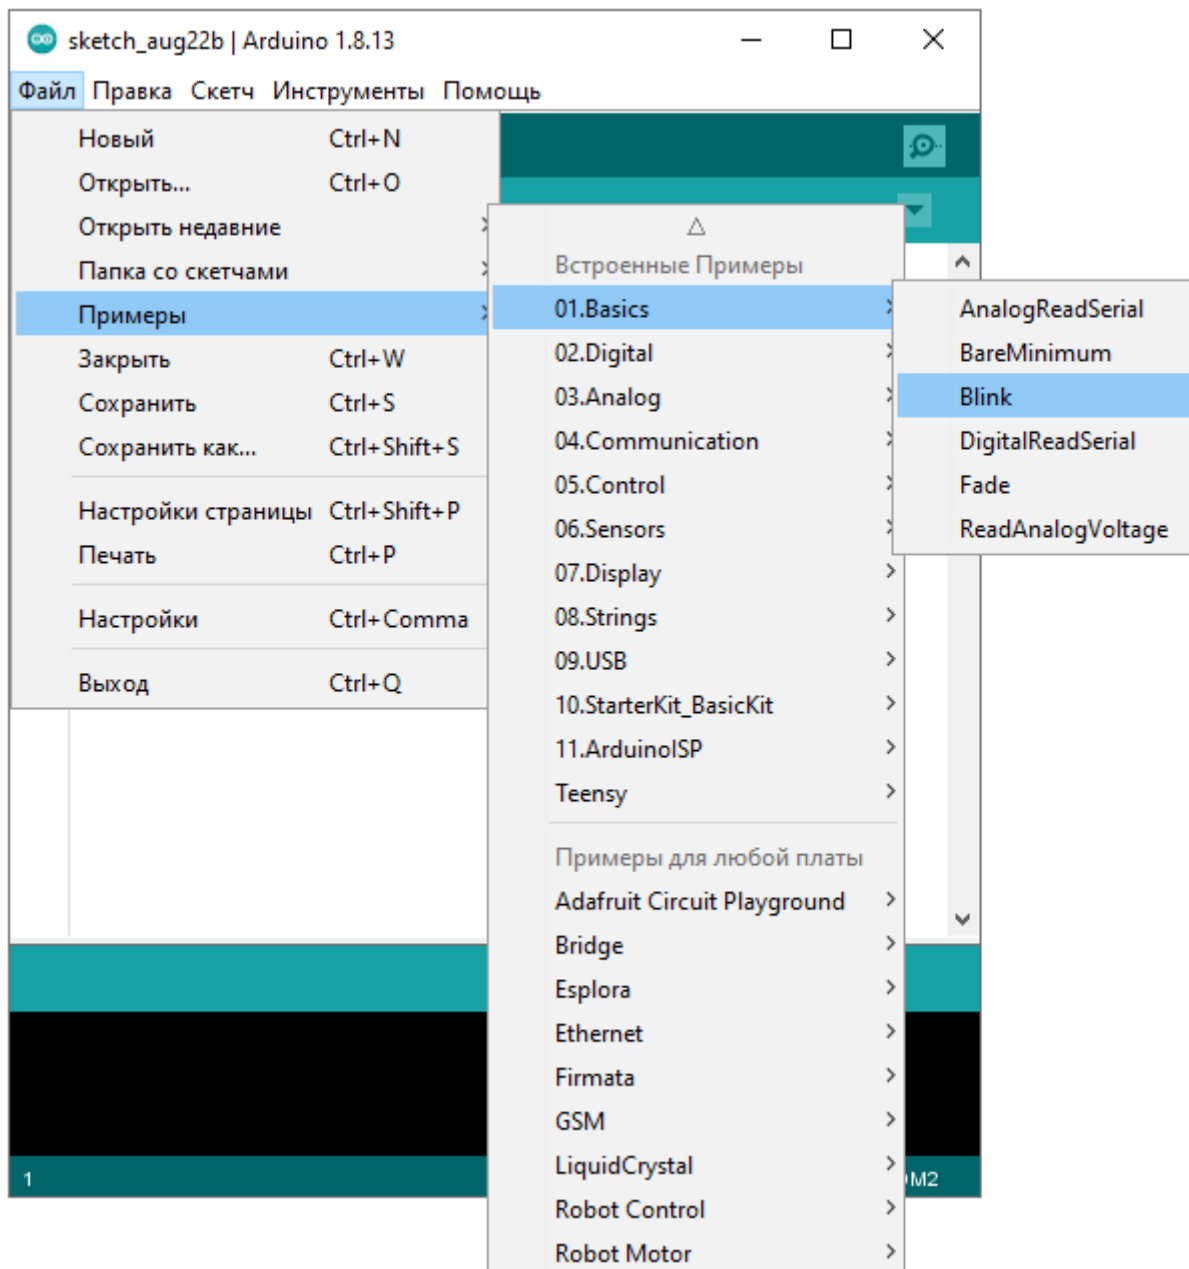 sketch_aug22b | Arduino 1.8.13
Файл Правка Скетч Инструменты Помощь
Новый Ctrl+N
Открыть... Ctrl+O
Открыть недавние
Папка со скетчами
Примеры
Закрыть Ctrl+W
Сохранить Ctrl+S
Сохранить как... Ctrl+Shift+S
Настройки страницы Ctrl+Shift+P
Печать Ctrl+P
Настройки Ctrl+Comma
Выход Ctrl+Q
Встроенные Примеры
01.Basics
02.Digital
03.Analog
04.Communication
05.Control
06.Sensors
07.Display
08.Strings
09.USB
10.StarterKit_BasicKit
11.ArduinoISP
Teensy
Примеры для любой платы
Adafruit Circuit Playground
Bridge
Esplora
Ethernet
Firmata
GSM
LiquidCrystal
Robot Control
Robot Motor
AnalogReadSerial
BareMinimum
Blink
DigitalReadSerial
Fade
ReadAnalogVoltage
1